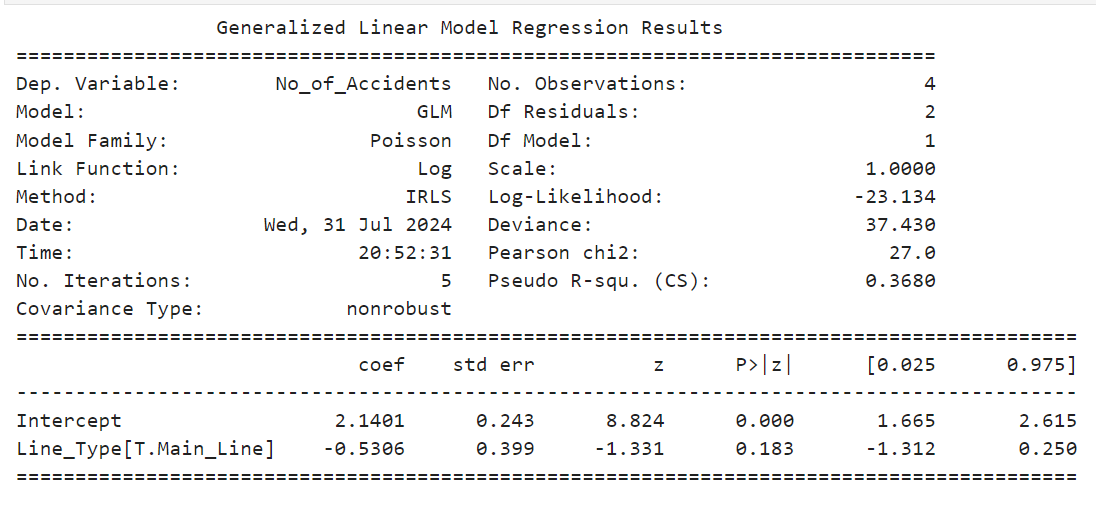 Generalized Linear Model Regression Results
==============================================================================
Dep. Variable: No_of_Accidents No. Observations: 4
Model: GLM Df Residuals: 2
Model Family: Poisson Df Model: 1
Link Function: Log Scale: 1.0000
Method: IRLS Log-Likelihood: -23.134
Date: Wed, 31 Jul 2024 Deviance: 37.430
Time: 20:52:31 Pearson chi2: 27.0
No. Iterations: 5 Pseudo R-squ. (CS): 0.3680
Covariance Type: nonrobust
==========================================================================================
coef std err z P>|z| [0.025 0.975]
------------------------------------------------------------------------------------------
Intercept 2.1401 0.243 8.824 0.000 1.665 2.615
Line_Type[T.Main_Line] -0.5306 0.399 -1.331 0.183 -1.312 0.250
==========================================================================================